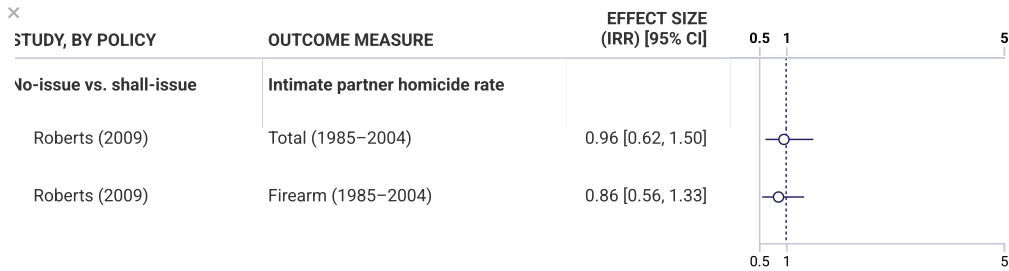 ×
EFFECT SIZE
STUDY, BY POLICY OUTCOME MEASURE (IRR) [95% CI] 0.5 1 5
No-issue vs. shall-issue Intimate partner homicide rate
Roberts (2009) Total (1985–2004) 0.96 [0.62, 1.50]
Roberts (2009) Firearm (1985–2004) 0.86 [0.56, 1.33]
0.5 1 5